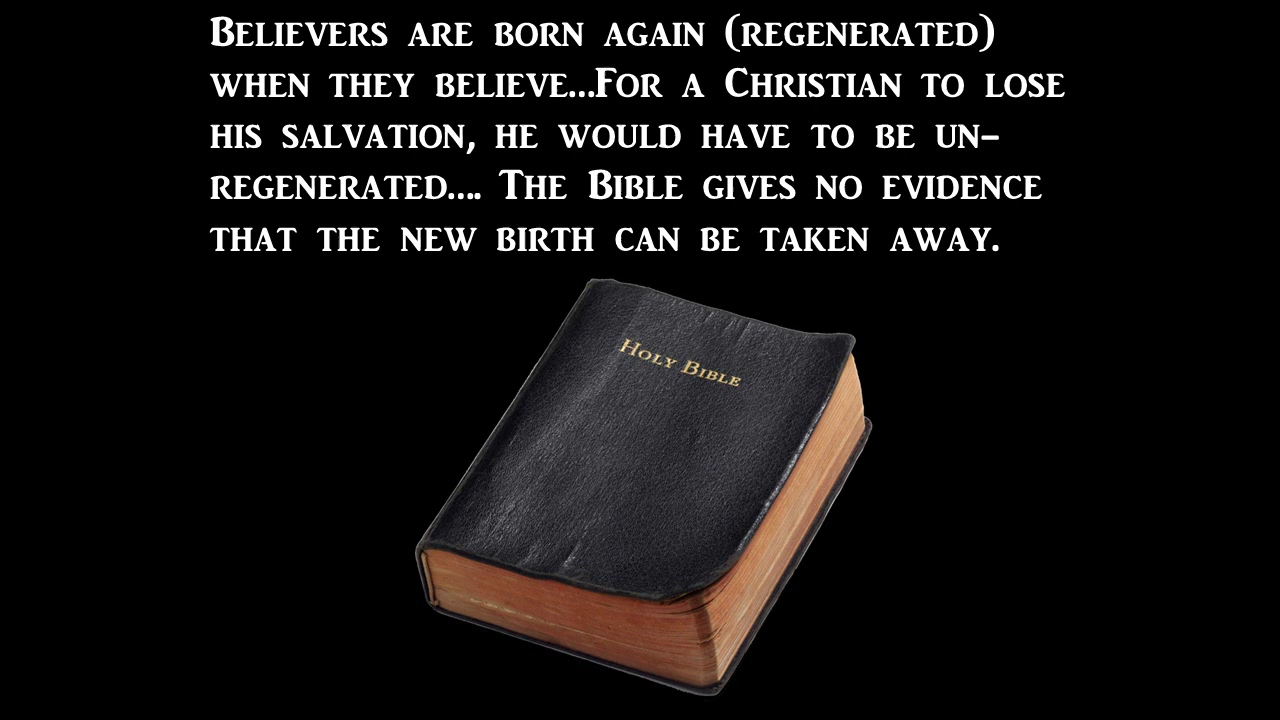 Believers are born again (regenerated)
when they believe...For a Christian to lose
his salvation, he would have to be un-
regenerated.... The Bible gives no evidence
that the new birth can be taken away.
Holy Bible